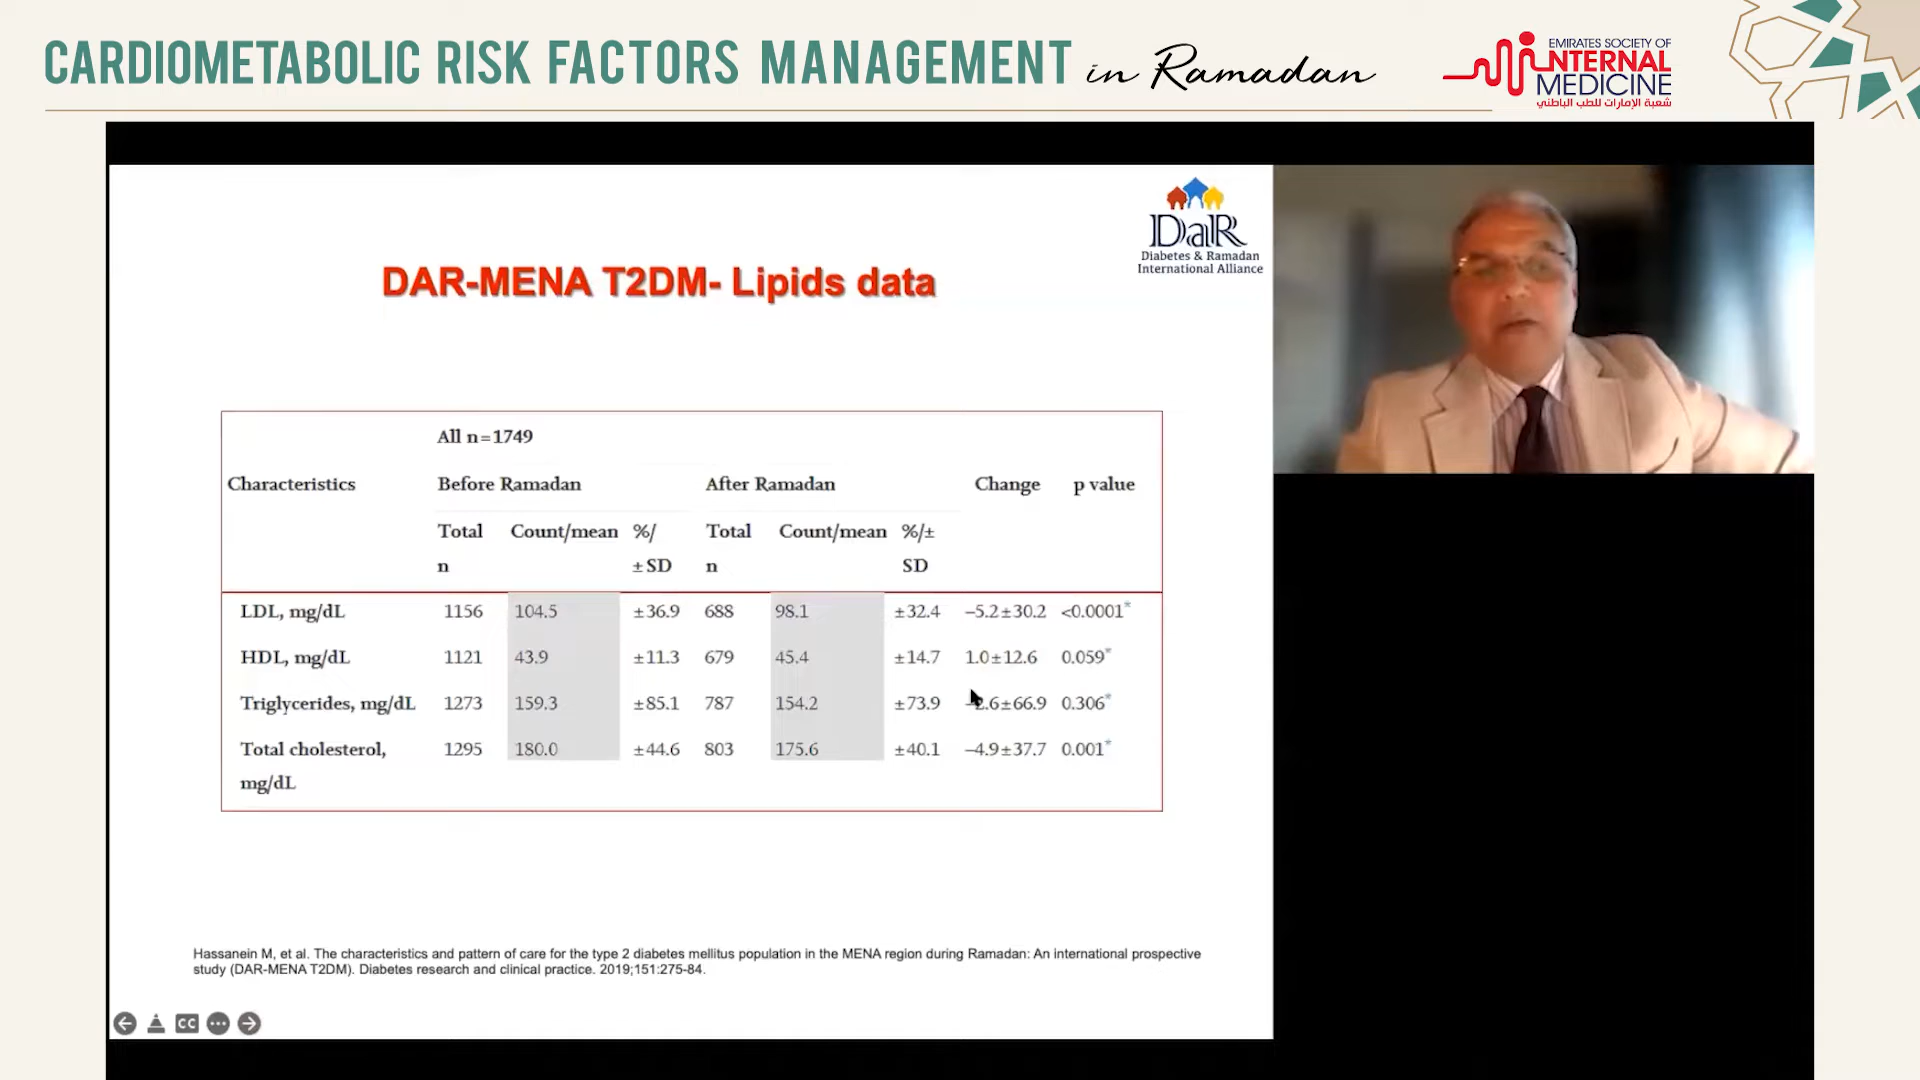 CARDIOMETABOLIC RISK FACTORS MANAGEMENT in Ramadan
EMIRATES SOCIETY OF
INTERNAL
MEDICINE
شعبة الإمارات للطب الباطني
DaR
Diabetes & Ramadan
International Alliance
DAR-MENA T2DM- Lipids data
All n=1749
Characteristics Before Ramadan After Ramadan Change p value
Total Count/mean %/ Total Count/mean %/±
n ±SD n SD
LDL, mg/dL 1156 104.5 ±36.9 688 98.1 ±32.4 –5.2±30.2 <0.0001*
HDL, mg/dL 1121 43.9 ±11.3 679 45.4 ±14.7 1.0±12.6 0.059*
Triglycerides, mg/dL 1273 159.3 ±85.1 787 154.2 ±73.9 –2.6±66.9 0.306*
Total cholesterol, 1295 180.0 ±44.6 803 175.6 ±40.1 –4.9±37.7 0.001*
mg/dL
Hassanein M, et al. The characteristics and pattern of care for the type 2 diabetes mellitus population in the MENA region during Ramadan: An international prospective
study (DAR-MENA T2DM). Diabetes research and clinical practice. 2019;151:275-84.
CC